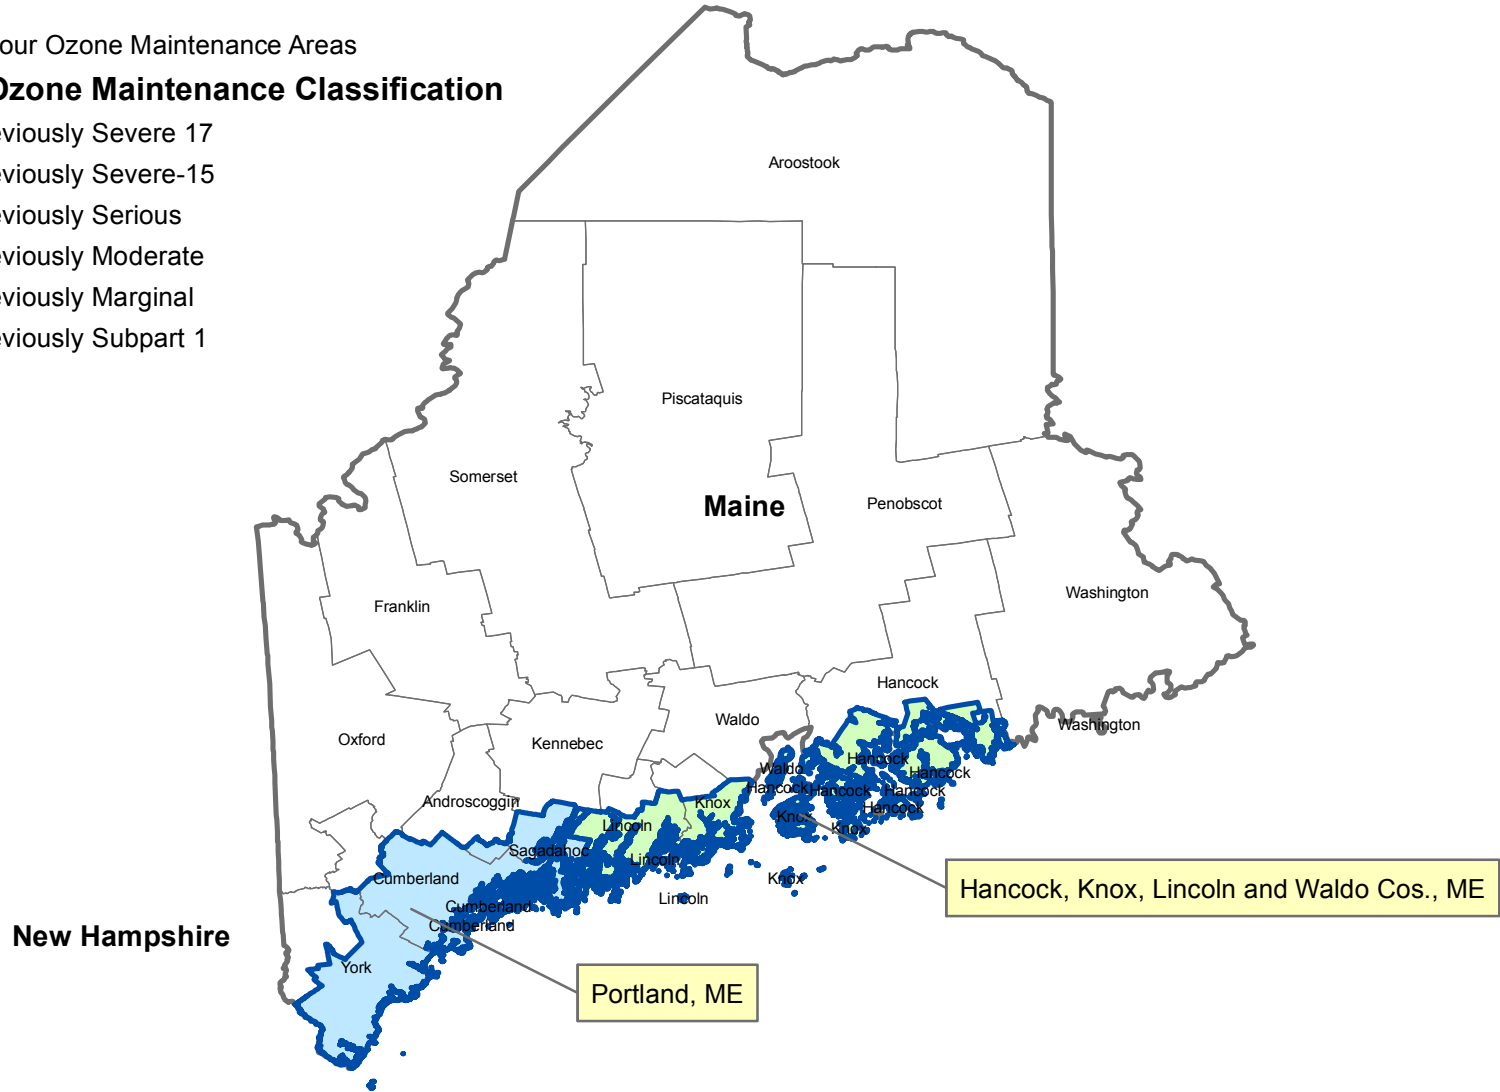 our Ozone Maintenance Areas
Ozone Maintenance Classification
eviously Severe 17
eviously Severe-15
eviously Serious
eviously Moderate
eviously Marginal
eviously Subpart 1
Aroostook
Piscataquis
Somerset
Maine
Penobscot
Washington
Franklin
Hancock
Waldo
Washington
Oxford
Kennebec
Hancock
Waldo
Hancock
Hancock
Hancock
Hancock
Androscoggin
Knox
Hancock
Knox
Lincoln
Knox
Sagadahoc
Lincoln
Cumberland
Knox
Hancock, Knox, Lincoln and Waldo Cos., ME
Lincoln
Cumberland
Cumberland
New Hampshire
York
Portland, ME